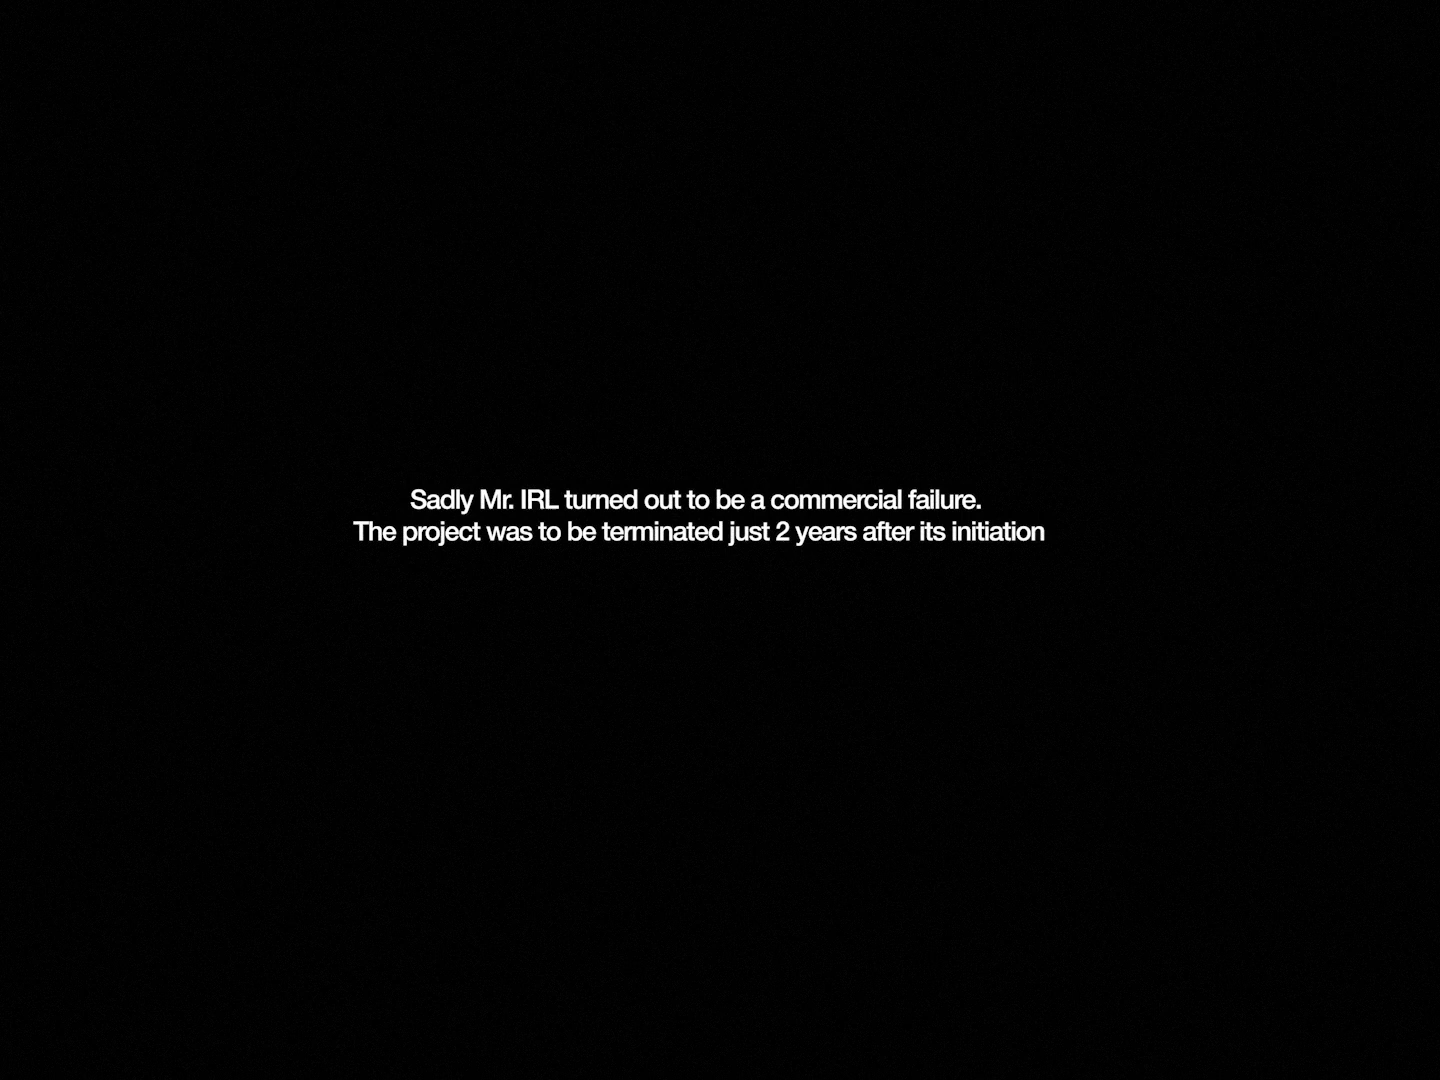 Sadly Mr. IRL turned out to be a commercial failure.
The project was to be terminated just 2 years after its initiation